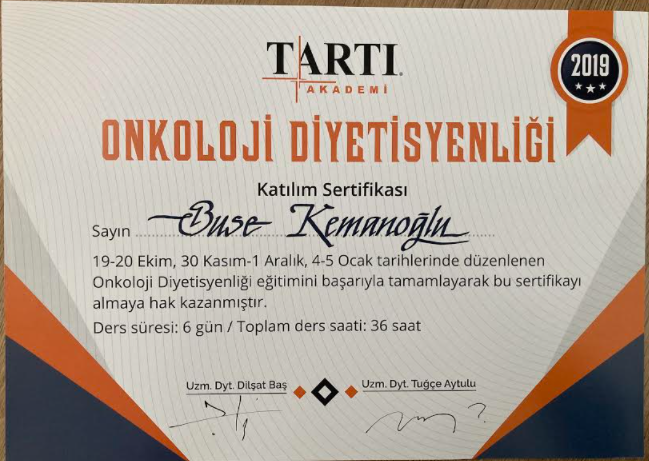 TARTI
AKADEMİ
2019
ONKOLOJİ DİYETİSYENLİĞİ
Katılım Sertifikası
Sayın Buse Kemanoğlu
19-20 Ekim, 30 Kasım-1 Aralık, 4-5 Ocak tarihlerinde düzenlenen
Onkoloji Diyetisyenliği eğitimini başarıyla tamamlayarak bu sertifikayı
almaya hak kazanmıştır.
Ders süresi: 6 gün / Toplam ders saati: 36 saat
Uzm. Dyt. Dilşat Baş
Uzm. Dyt. Tuğçe Aytulu